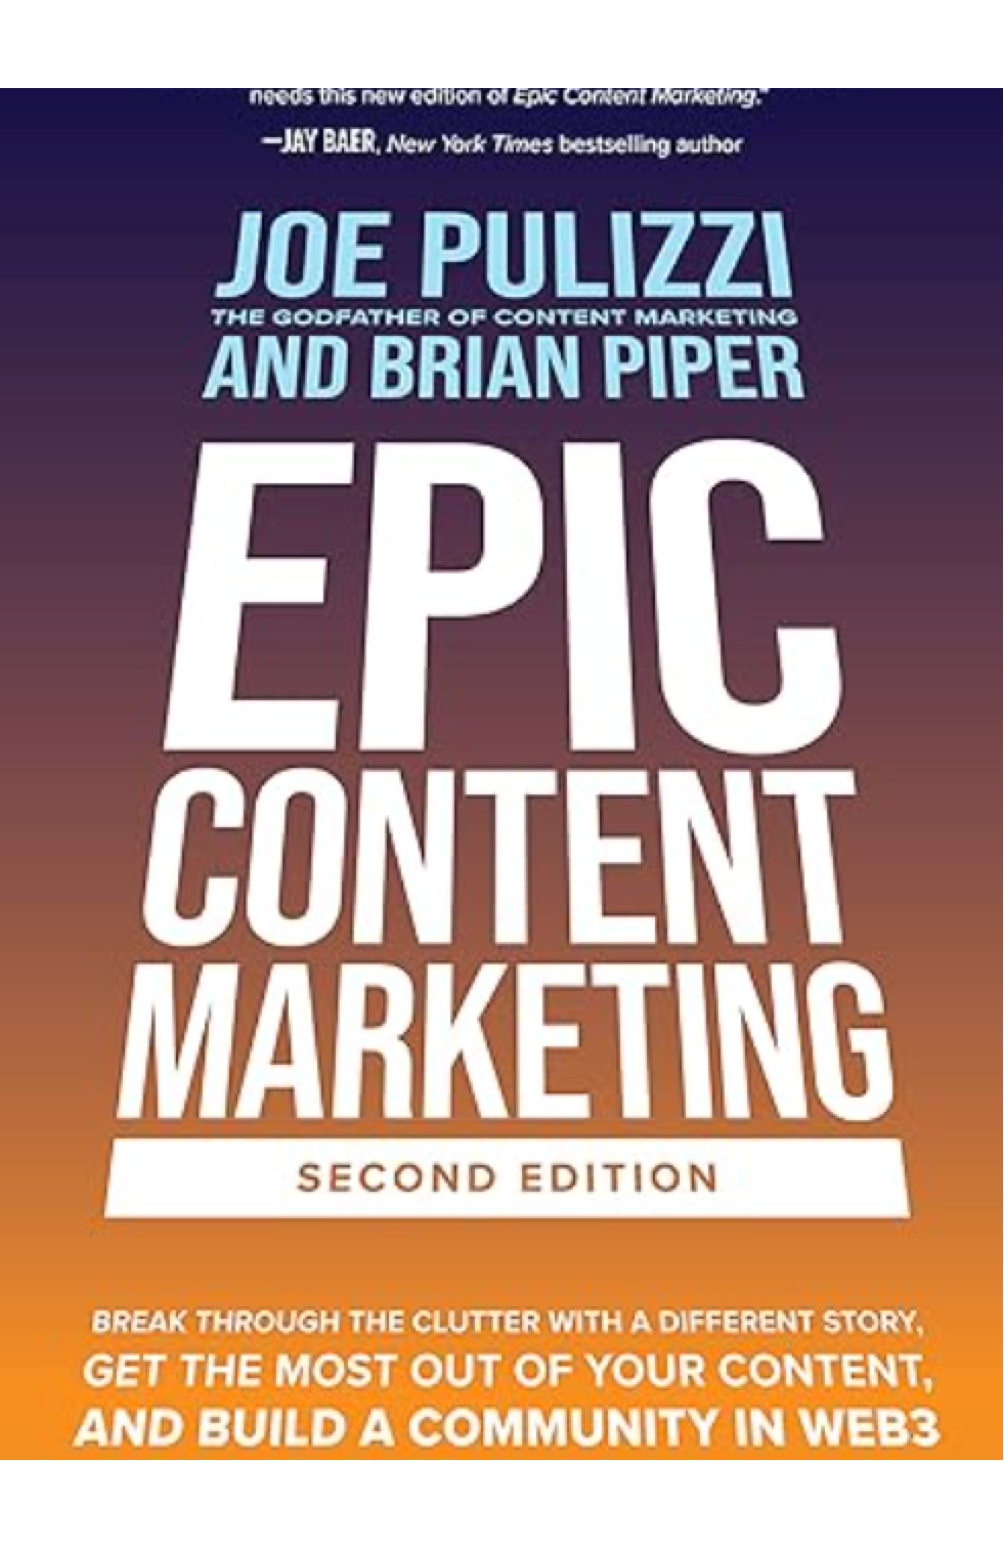 needs this new edition of Epic Content Marketing."
—JAY BAER, New York Times bestselling author
JOE PULIZZI
THE GODFATHER OF CONTENT MARKETING
AND BRIAN PIPER
EPIC
CONTENT
MARKETING
SECOND EDITION
BREAK THROUGH THE CLUTTER WITH A DIFFERENT STORY,
GET THE MOST OUT OF YOUR CONTENT,
AND BUILD A COMMUNITY IN WEB3